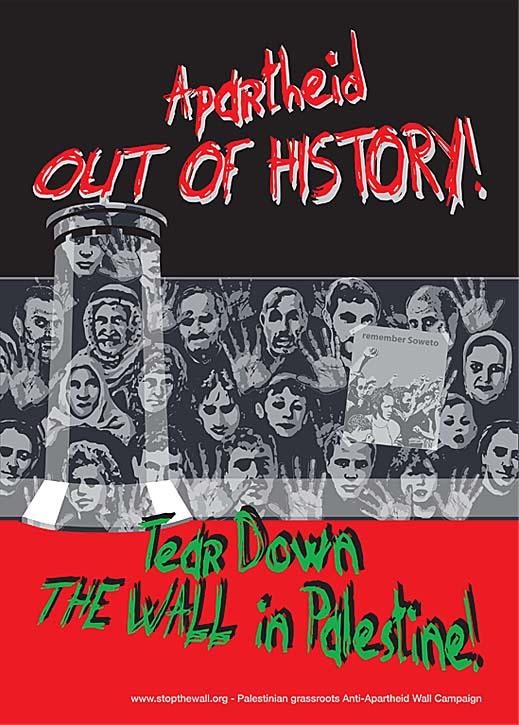 Apartheid
OUT OF HISTORY!
remember Soweto
Tear Down
THE WALL in Palestine!
www.stopthewall.org - Palestinian grassroots Anti-Apartheid Wall Campaign